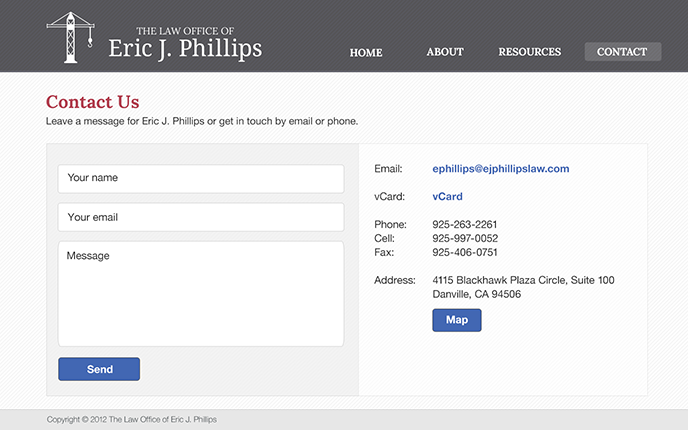 THE LAW OFFICE OF
Eric J. Phillips
HOME ABOUT RESOURCES CONTACT
Contact Us
Leave a message for Eric J. Phillips or get in touch by email or phone.
Your name
Your email
Message
Send
Email: ephillips@ejphillipslaw.com
vCard: vCard
Phone: 925-263-2261
Cell: 925-997-0052
Fax: 925-406-0751
Address: 4115 Blackhawk Plaza Circle, Suite 100
Danville, CA 94506
Map
Copyright © 2012 The Law Office of Eric J. Phillips